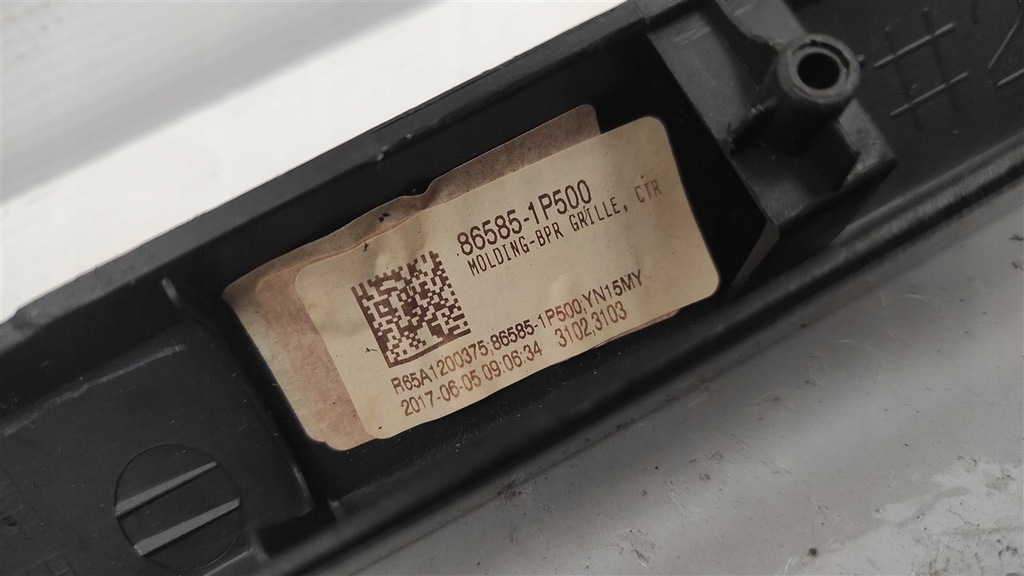 86585-1P500
MOLDING-BPR GRILLE, CTR
R65A1200375;86585-1P500;YN15MY
2017-06-05 09:06:34 3102,3103